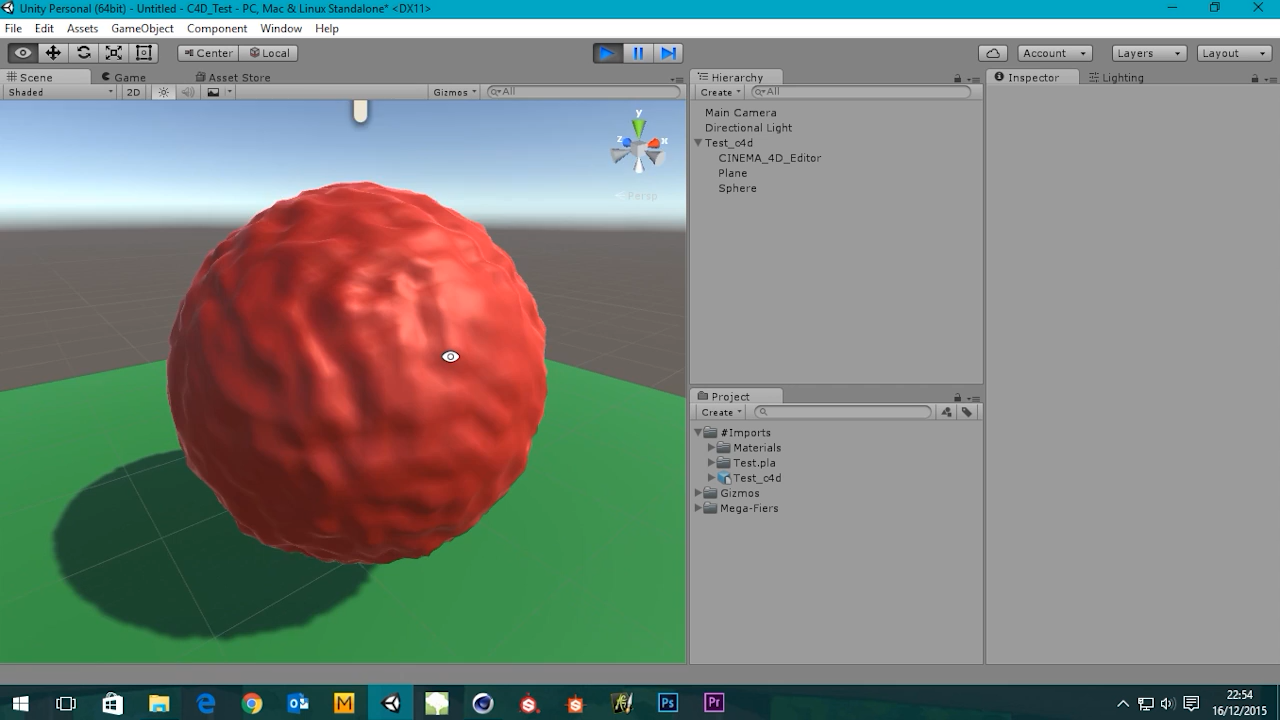 Unity Personal (64bit) - Untitled - C4D_Test - PC, Mac & Linux Standalone* <DX11>
File Edit Assets GameObject Component Window Help
Center Local Account Layers Layout
Scene Game Asset Store Hierarchy Inspector Lighting
Shaded 2D Gizmos All Create All
y
z x
Persp
Main Camera
Directional Light
Test_c4d
CINEMA_4D_Editor
Plane
Sphere
Project
Create
#Imports
Materials
Test.pla
Test_c4d
Gizmos
Mega-Fiers
M Ps Pr
22:54
16/12/2015